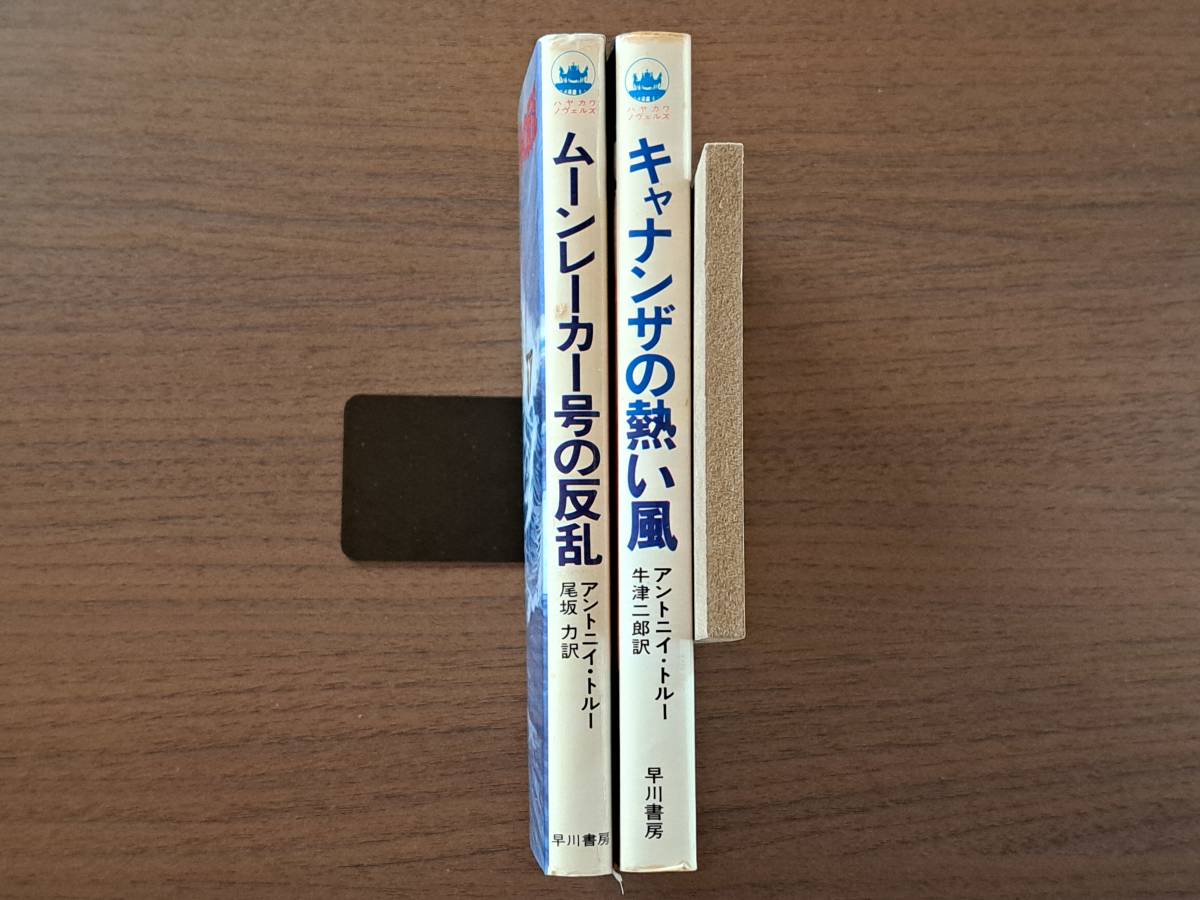 ハヤカワ
ノヴェルズ
ムーンレーカー号の反乱
アントニイ・トルー
尾坂 力訳
早川書房
ハヤカワ
ノヴェルズ
キャナンザの熱い風
アントニイ・トルー
牛津二郎訳
早川書房